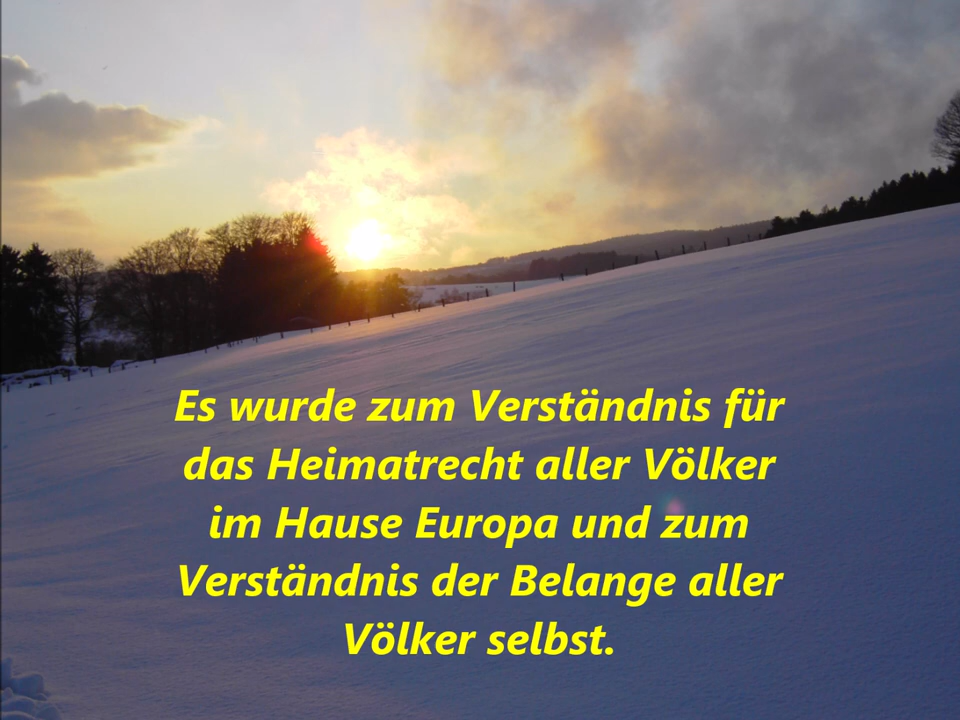 Es wurde zum Verständnis für
das Heimatrecht aller Völker
im Hause Europa und zum
Verständnis der Belange aller
Völker selbst.